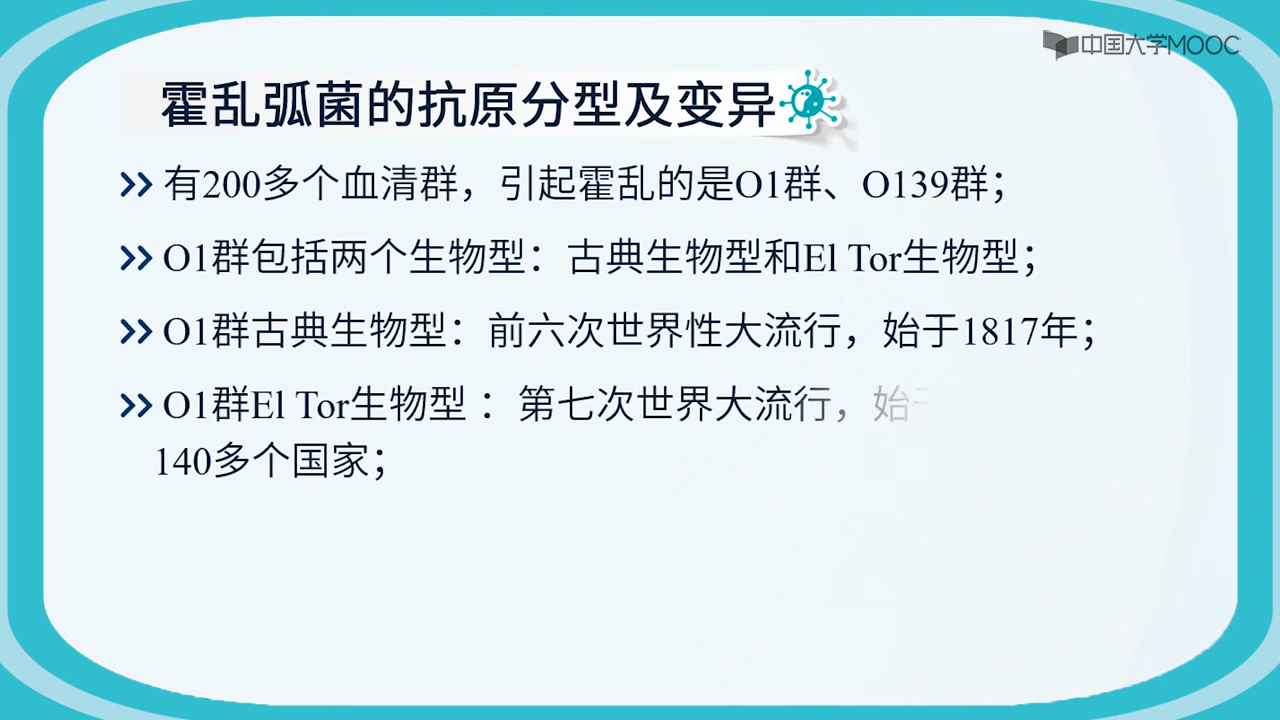 中国大学MOOC
霍乱弧菌的抗原分型及变异
有200多个血清群，引起霍乱的是O1群、O139群；
O1群包括两个生物型：古典生物型和El Tor生物型；
O1群古典生物型：前六次世界性大流行，始于1817年；
O1群El Tor生物型 ：第七次世界大流行，始
140多个国家；